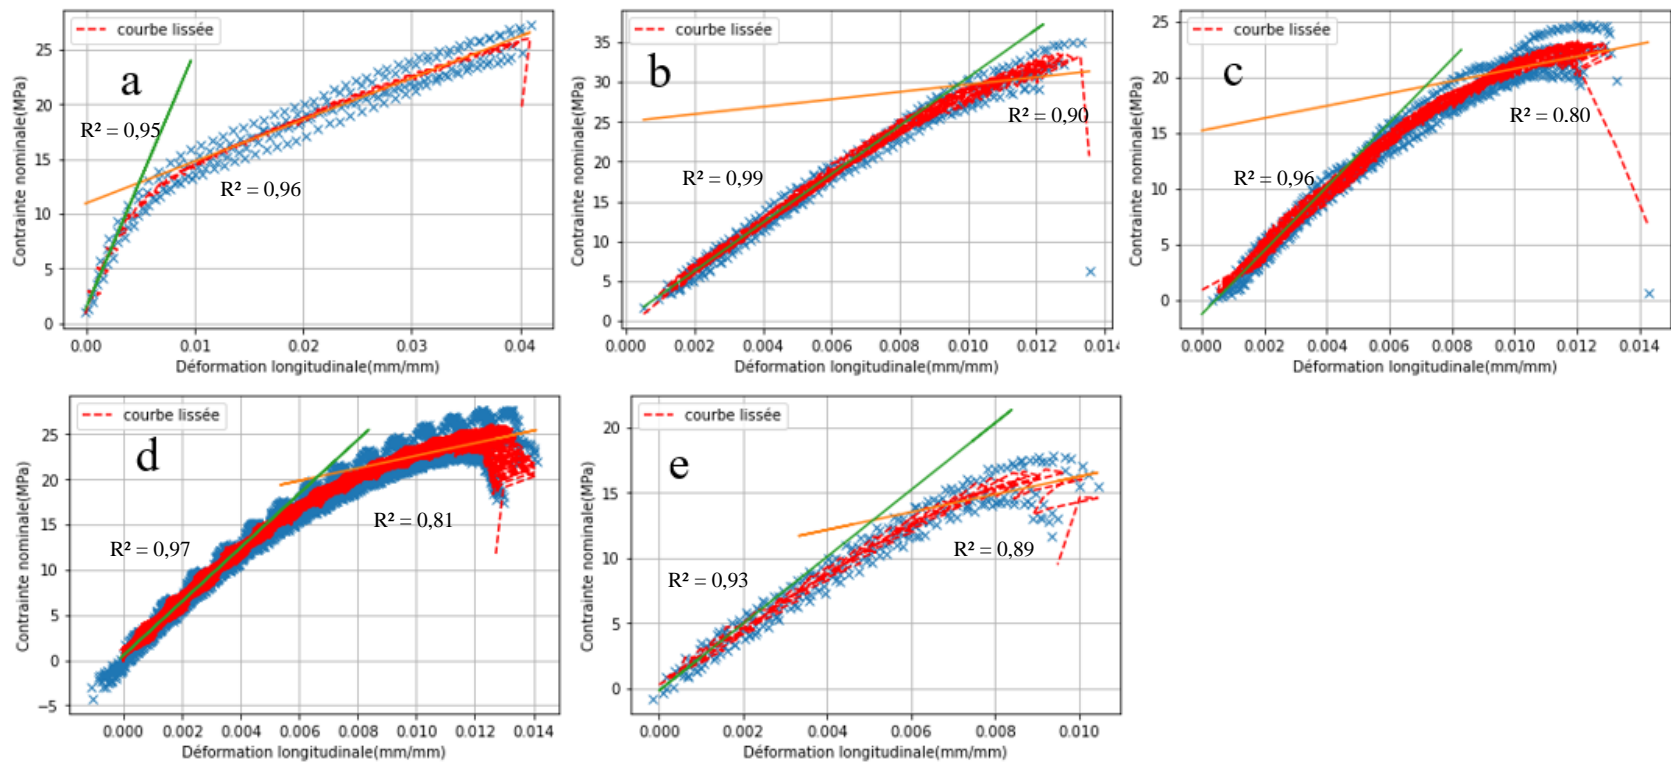 courbe lissée
a
R² = 0,95
R² = 0,96
Contrainte nominale(MPa)
25
20
15
10
5
0
0.00
0.01
0.02
0.03
0.04
Déformation longitudinale(mm/mm)
courbe lissée
b
R² = 0,90
R² = 0,99
Contrainte nominale(MPa)
35
30
25
20
15
10
5
0
0.000
0.002
0.004
0.006
0.008
0.010
0.012
0.014
Déformation longitudinale(mm/mm)
courbe lissée
c
R² = 0.80
R² = 0,96
Contrainte nominale(MPa)
25
20
15
10
5
0
0.000
0.002
0.004
0.006
0.008
0.010
0.012
0.014
Déformation longitudinale(mm/mm)
courbe lissée
d
R² = 0,81
R² = 0,97
Contrainte nominale(MPa)
25
20
15
10
5
0
−5
0.000
0.002
0.004
0.006
0.008
0.010
0.012
0.014
Déformation longitudinale(mm/mm)
courbe lissée
e
R² = 0,89
R² = 0,93
Contrainte nominale(MPa)
20
15
10
5
0
0.000
0.002
0.004
0.006
0.008
0.010
Déformation longitudinale(mm/mm)